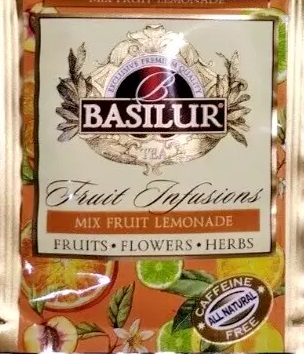 MIX FRUIT LEMONADE
EXCLUSIVE PREMIUM QUALITY
B
BASILUR
TEA
Fruit Infusions
MIX FRUIT LEMONADE
FRUITS • FLOWERS • HERBS
CAFFEINE
ALL NATURAL
FREE